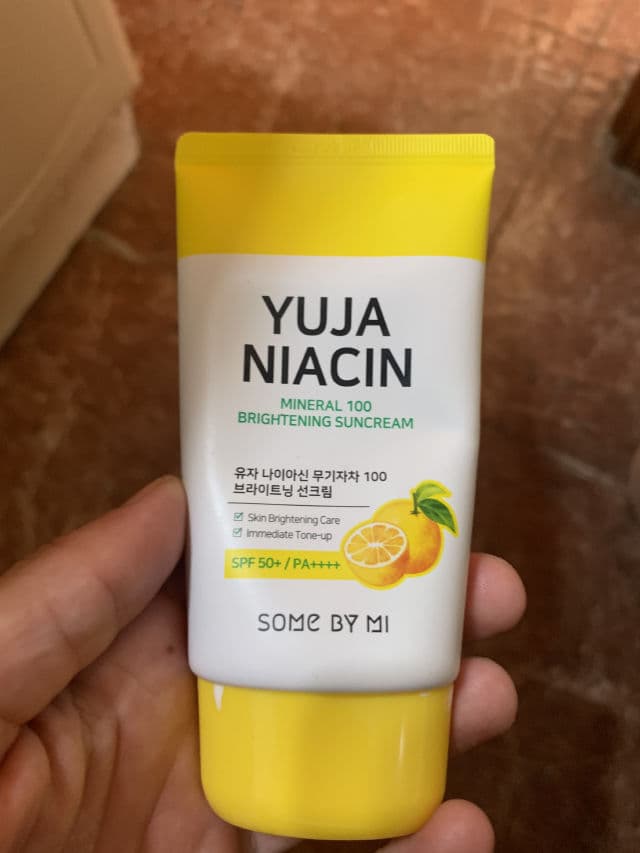 YUJA
NIACIN
MINERAL 100
BRIGHTENING SUNCREAM
유자 나이아신 무기자차 100
브라이트닝 선크림
Skin Brightening Care
Immediate Tone-up
SPF 50+ / PA++++
SOME BY MI